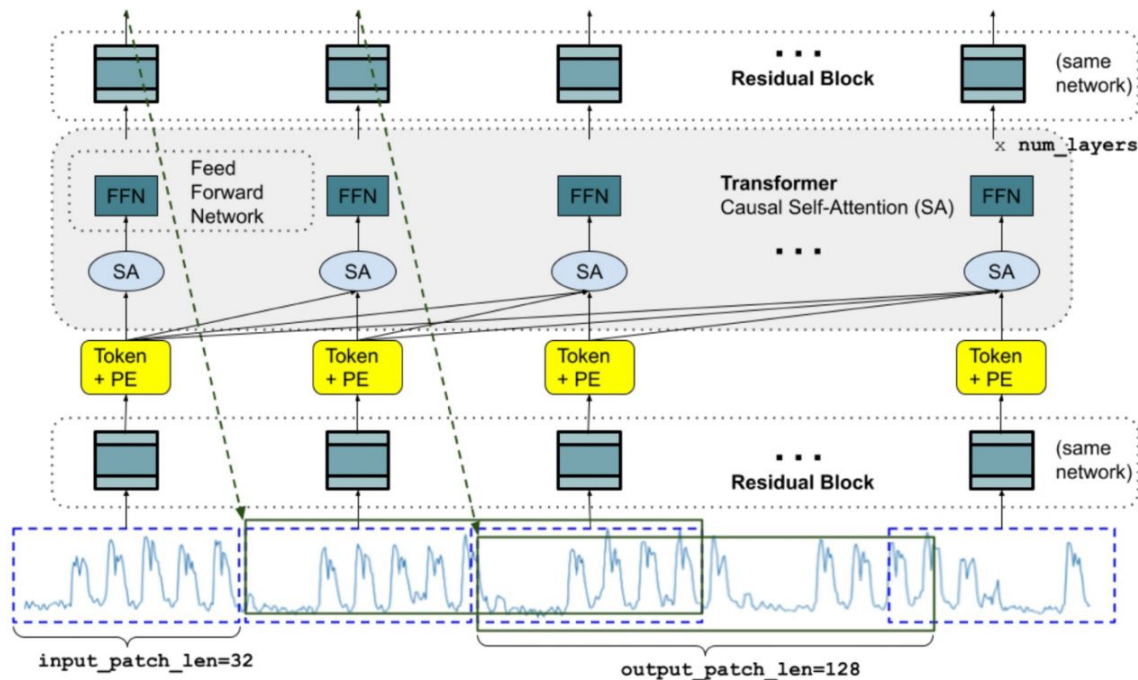 . . .
Residual Block
(same
network)
x num_layers
Feed
Forward
Network
FFN
FFN
FFN
Transformer
Causal Self-Attention (SA)
FFN
. . .
SA
SA
SA
SA
Token
+ PE
Token
+ PE
Token
+ PE
Token
+ PE
. . .
Residual Block
(same
network)
input_patch_len=32
output_patch_len=128